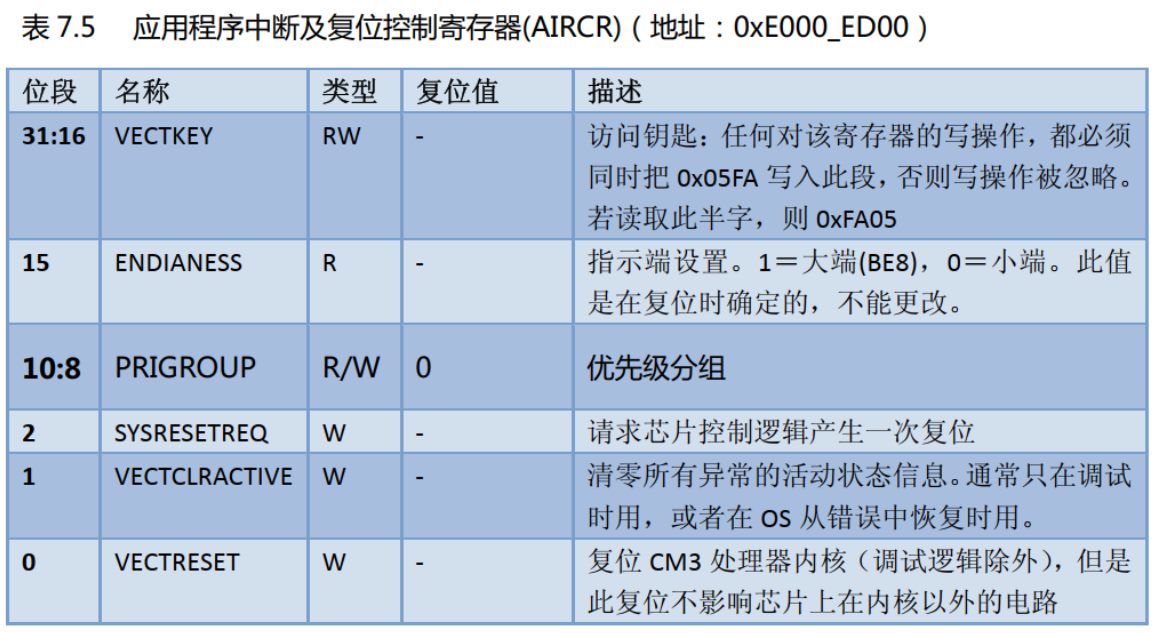 表 7.5 应用程序中断及复位控制寄存器(AIRCR)（地址：0xE000_ED00）
位段 名称 类型 复位值 描述
31:16 VECTKEY RW - 访问钥匙：任何对该寄存器的写操作，都必须
同时把 0x05FA 写入此段，否则写操作被忽略。
若读取此半字，则 0xFA05
15 ENDIANESS R - 指示端设置。1＝大端(BE8)，0＝小端。此值
是在复位时确定的，不能更改。
10:8 PRIGROUP R/W 0 优先级分组
2 SYSRESETREQ W - 请求芯片控制逻辑产生一次复位
1 VECTCLRACTIVE W - 清零所有异常的活动状态信息。通常只在调试
时用，或者在 OS 从错误中恢复时用。
0 VECTRESET W - 复位 CM3 处理器内核（调试逻辑除外），但是
此复位不影响芯片上在内核以外的电路